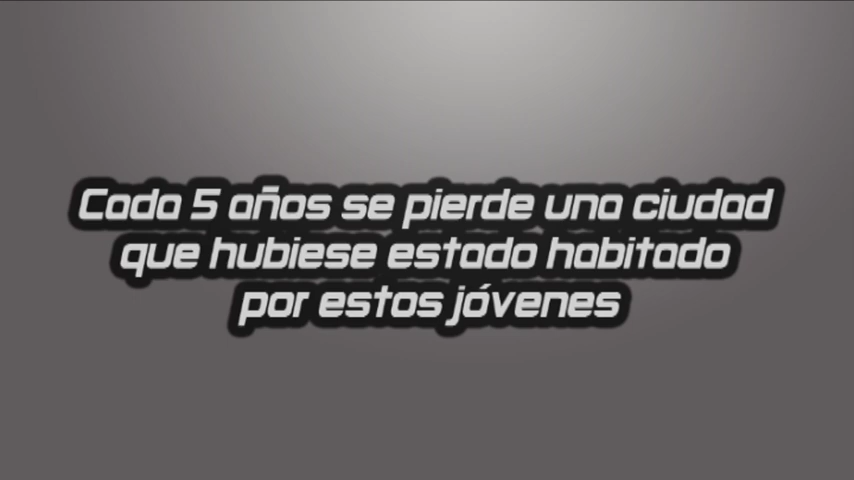 Cada 5 años se pierde una ciudad
que hubiese estado habitado
por estos jóvenes